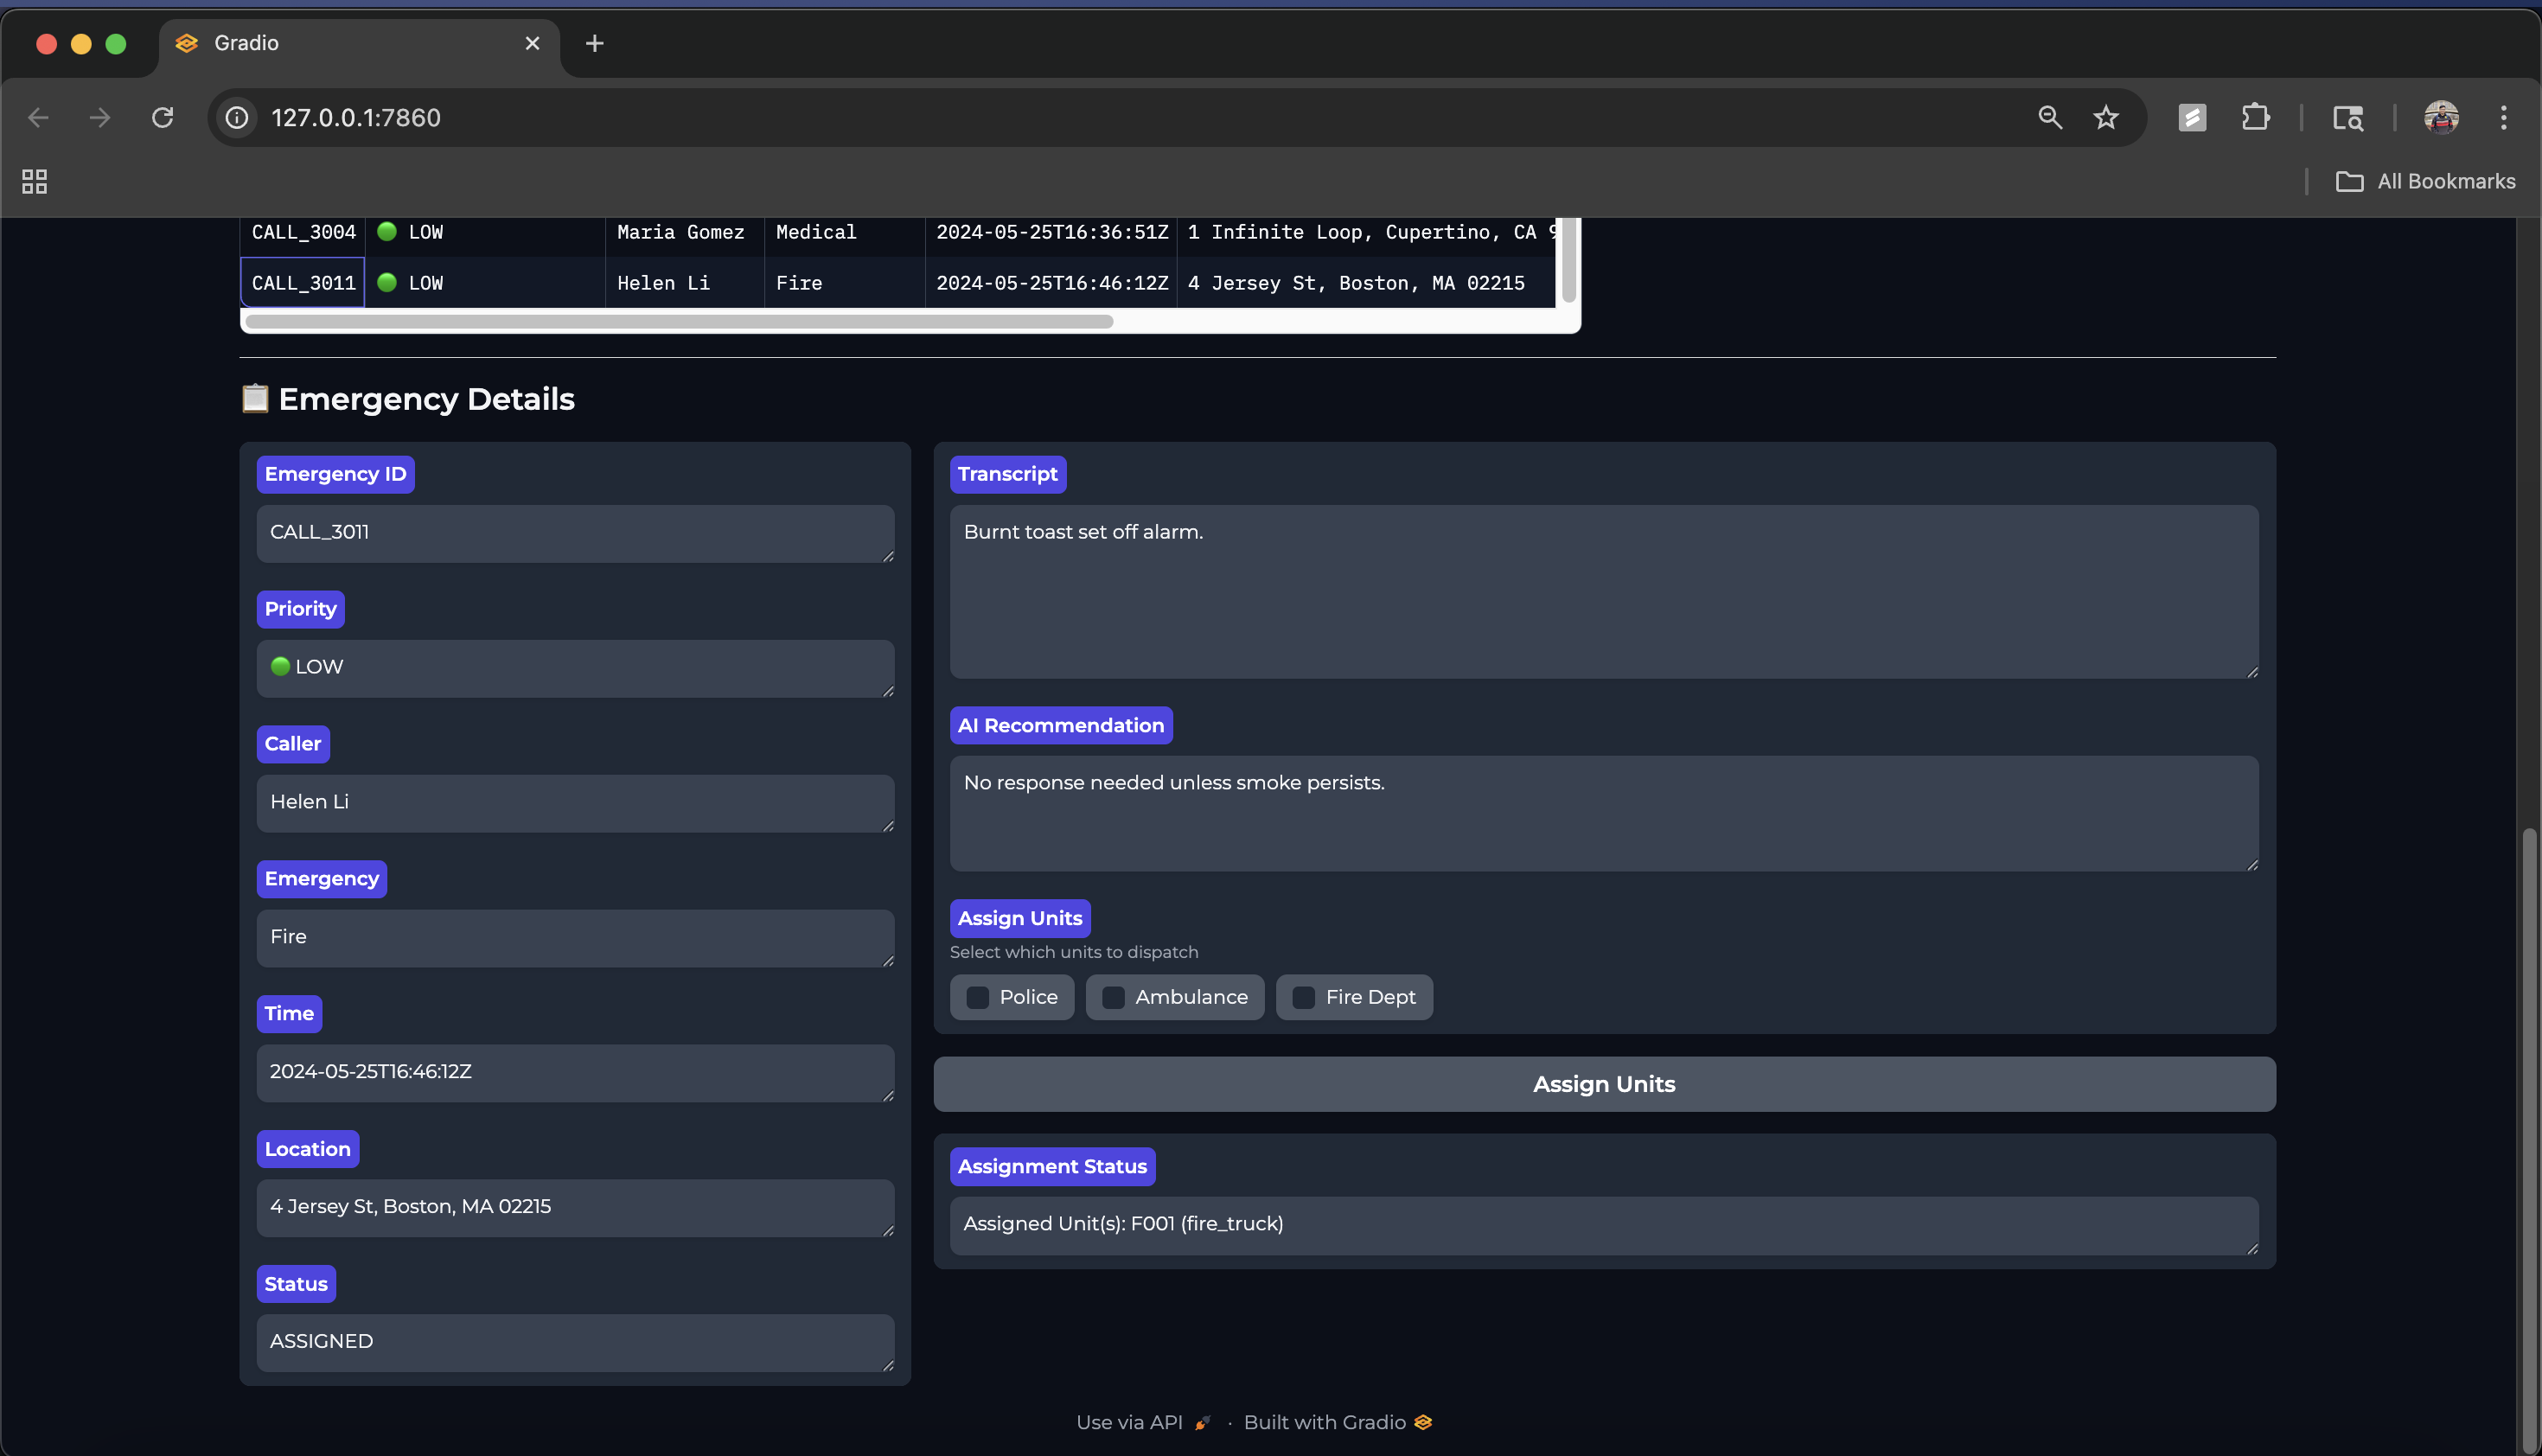 Gradio
127.0.0.1:7860
All Bookmarks
CALL_3004 LOW Maria Gomez Medical 2024-05-25T16:36:51Z 1 Infinite Loop, Cupertino, CA
CALL_3011 LOW Helen Li Fire 2024-05-25T16:46:12Z 4 Jersey St, Boston, MA 02215
Emergency Details
Emergency ID
CALL_3011
Priority
LOW
Caller
Helen Li
Emergency
Fire
Time
2024-05-25T16:46:12Z
Location
4 Jersey St, Boston, MA 02215
Status
ASSIGNED
Transcript
Burnt toast set off alarm.
AI Recommendation
No response needed unless smoke persists.
Assign Units
Select which units to dispatch
Police Ambulance Fire Dept
Assign Units
Assignment Status
Assigned Unit(s): F001 (fire_truck)
Use via API · Built with Gradio